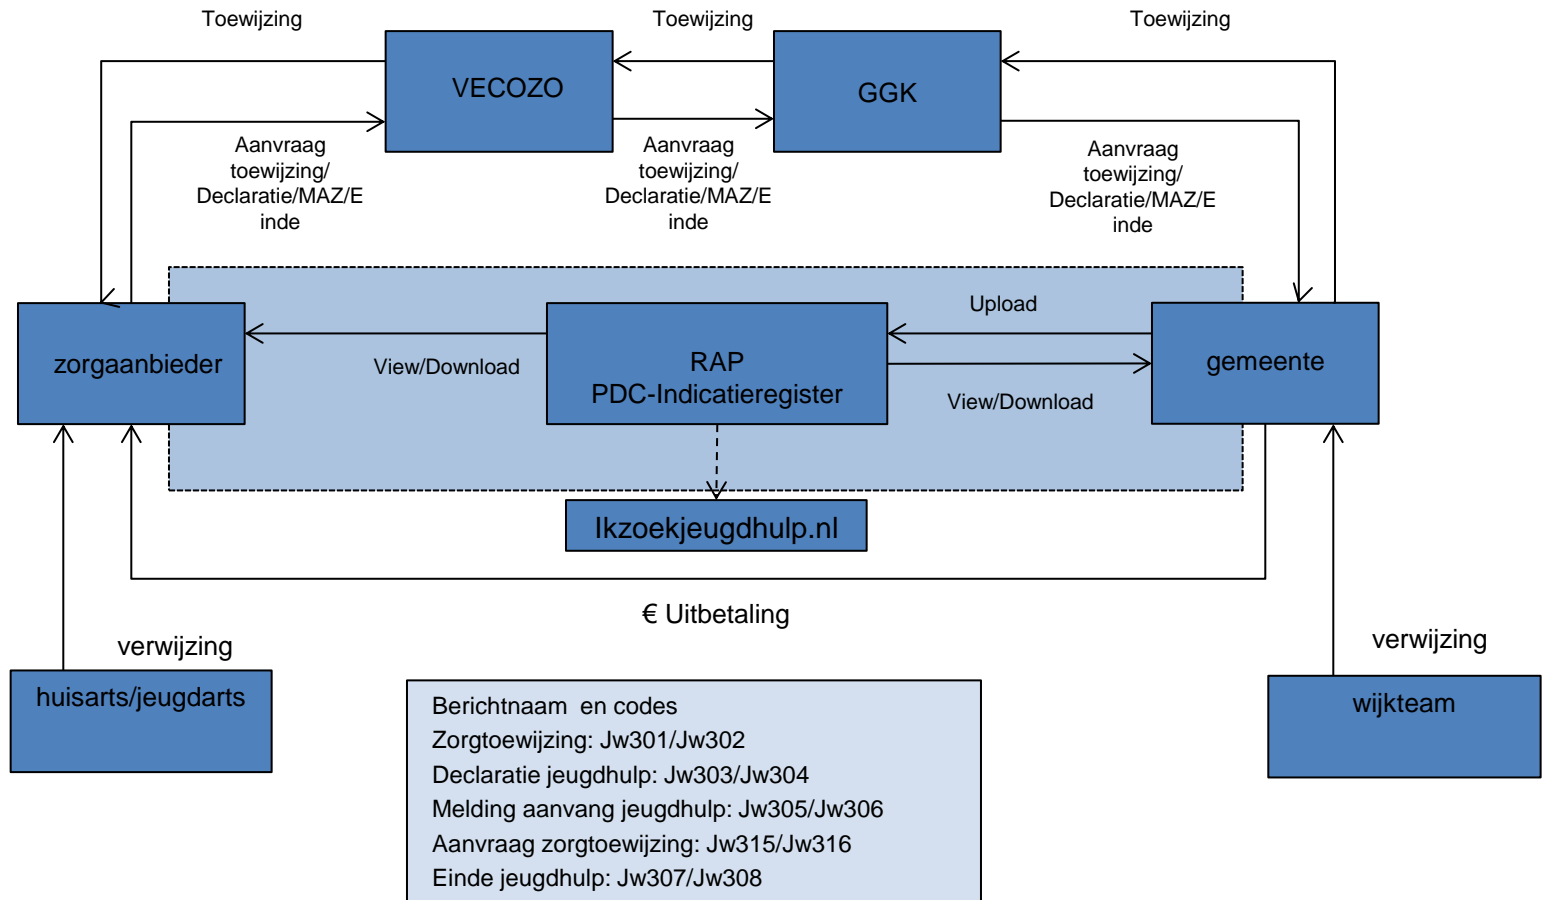 Toewijzing
Toewijzing
Toewijzing
VECOZO
GGK
Aanvraag
toewijzing/
Declaratie/MAZ/E
inde
Aanvraag
toewijzing/
Declaratie/MAZ/E
inde
Aanvraag
toewijzing/
Declaratie/MAZ/E
inde
zorgaanbieder
View/Download
RAP
PDC-Indicatieregister
Upload
View/Download
gemeente
Ikzoekjeugdhulp.nl
€ Uitbetaling
verwijzing
verwijzing
huisarts/jeugdarts
wijkteam
Berichtnaam en codes
Zorgtoewijzing: Jw301/Jw302
Declaratie jeugdhulp: Jw303/Jw304
Melding aanvang jeugdhulp: Jw305/Jw306
Aanvraag zorgtoewijzing: Jw315/Jw316
Einde jeugdhulp: Jw307/Jw308